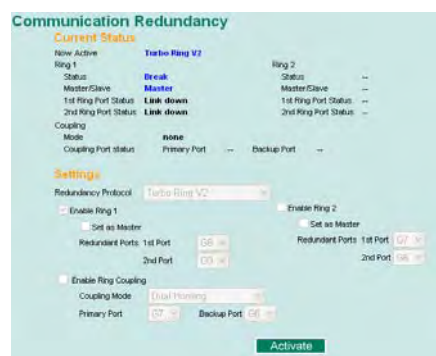 Communication Redundancy
Current Status
Now Active Turbo Ring V2
Ring 1 Ring 2
Status Break Status --
Master/Slave Master Master/Slave --
1st Ring Port Status Link down 1st Ring Port Status --
2nd Ring Port Status Link down 2nd Ring Port Status --
Coupling
Mode none
Coupling Port status Primary Port -- Backup Port --
Settings
Redundancy Protocol Turbo Ring V2
Enable Ring 1 Enable Ring 2
Set as Master Set as Master
Redundant Ports 1st Port G8 Redundant Ports 1st Port G7
2nd Port G9 2nd Port G6
Enable Ring Coupling
Coupling Mode Dual Homing
Primary Port G7 Backup Port G6
Activate